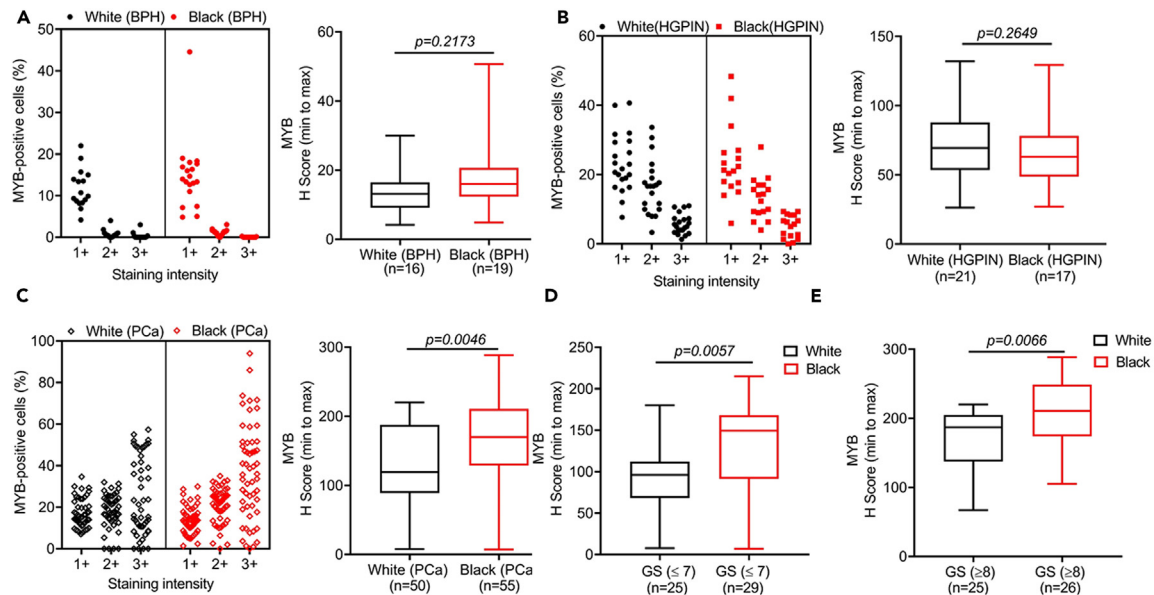 A
White (BPH) Black (BPH)
MYB-positive cells (%)
50
40
30
20
10
0
1+ 2+ 3+ 1+ 2+ 3+
Staining intensity
p=0.2173
MYB
H Score (min to max)
60
40
20
0
White (BPH) Black (BPH)
(n=16) (n=19)
B
White(HGPIN) Black(HGPIN)
MYB-positive cells (%)
60
40
20
0
1+ 2+ 3+ 1+ 2+ 3+
Staining intensity
p=0.2649
MYB
H Score (min to max)
150
100
50
0
White (HGPIN) Black (HGPIN)
(n=21) (n=17)
C
White (PCa) Black (PCa)
MYB-positive cells (%)
100
80
60
40
20
0
1+ 2+ 3+ 1+ 2+ 3+
Staining intensity
p=0.0046
MYB
H Score (min to max)
300
200
100
0
White (PCa) Black (PCa
(n=50) (n=55)
D
p=0.0057
White
Black
MYB
H Score (min to max)
250
200
150
100
50
0
GS (≤ 7) GS (≤ 7)
(n=25) (n=29)
E
p=0.0066
White
Black
MYB
H Score (min to max)
300
200
100
0
GS (≥8) GS (≥8)
(n=25) (n=26)